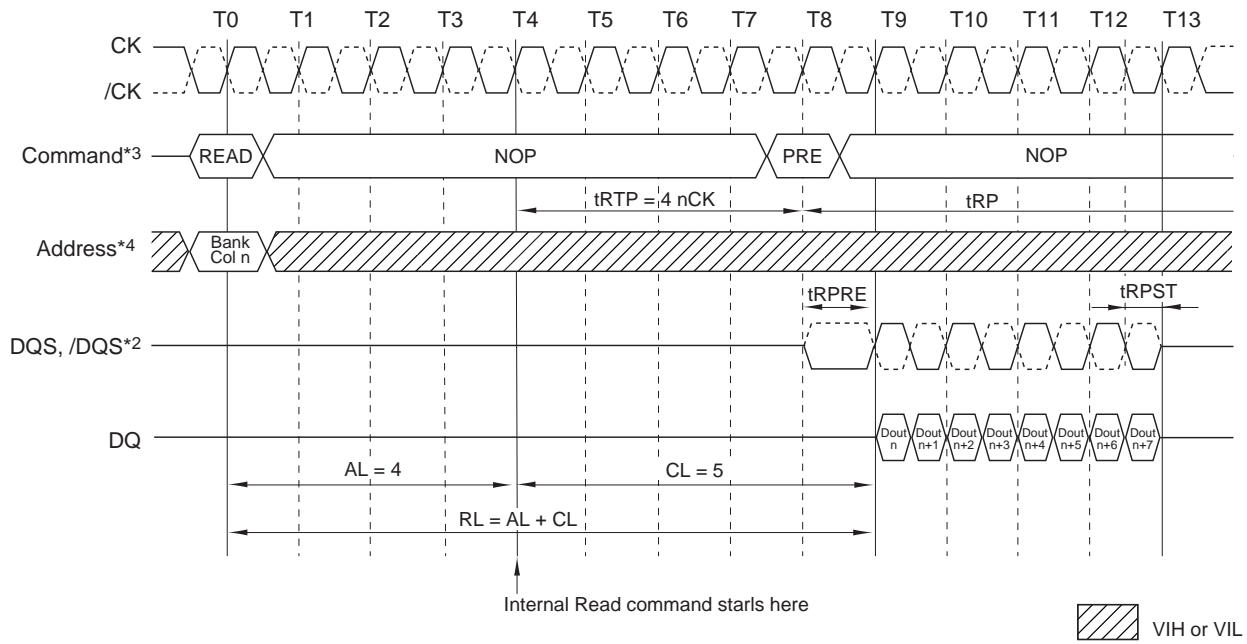 T0 T1 T2 T3 T4 T5 T6 T7 T8 T9 T10 T11 T12 T13
CK
/CK
Command*3 READ NOP PRE NOP
tRTP = 4 nCK tRP
Address*4 Bank Col n
tRPRE tRPST
DQS, /DQS*2
DQ Dout n Dout n+1 Dout n+2 Dout n+3 Dout n+4 Dout n+5 Dout n+6 Dout n+7
AL = 4 CL = 5
RL = AL + CL
Internal Read command starls here
VIH or VIL